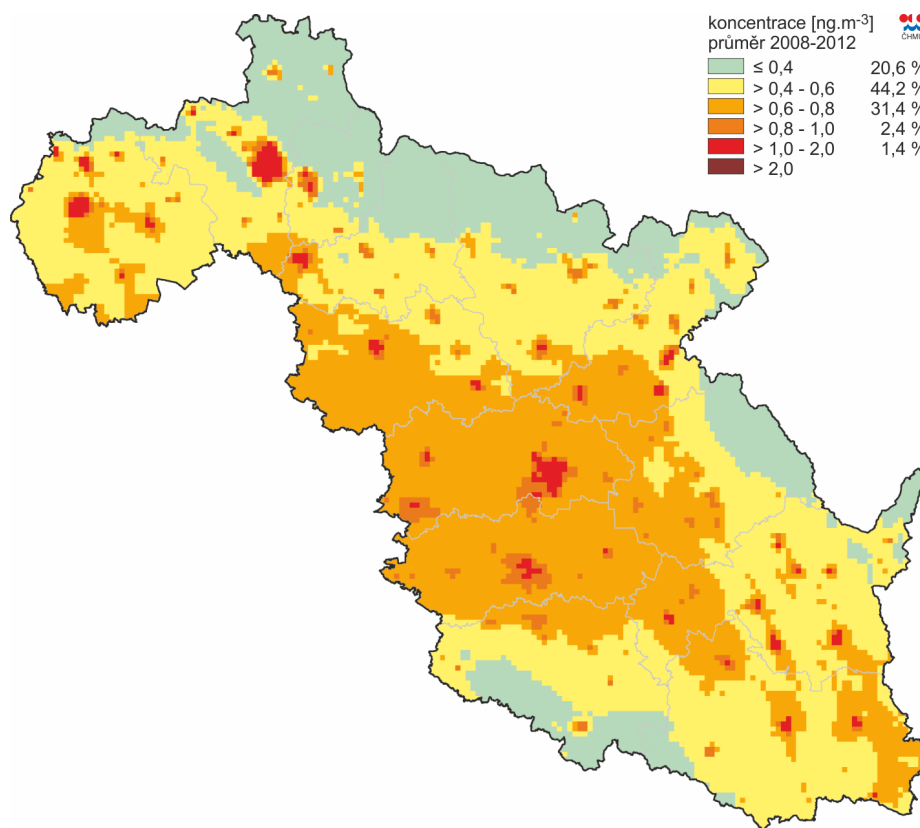 koncentrace [ng.m-3]
průměr 2008-2012
ČHMÚ
≤ 0,4 20,6 %
> 0,4 - 0,6 44,2 %
> 0,6 - 0,8 31,4 %
> 0,8 - 1,0 2,4 %
> 1,0 - 2,0 1,4 %
> 2,0